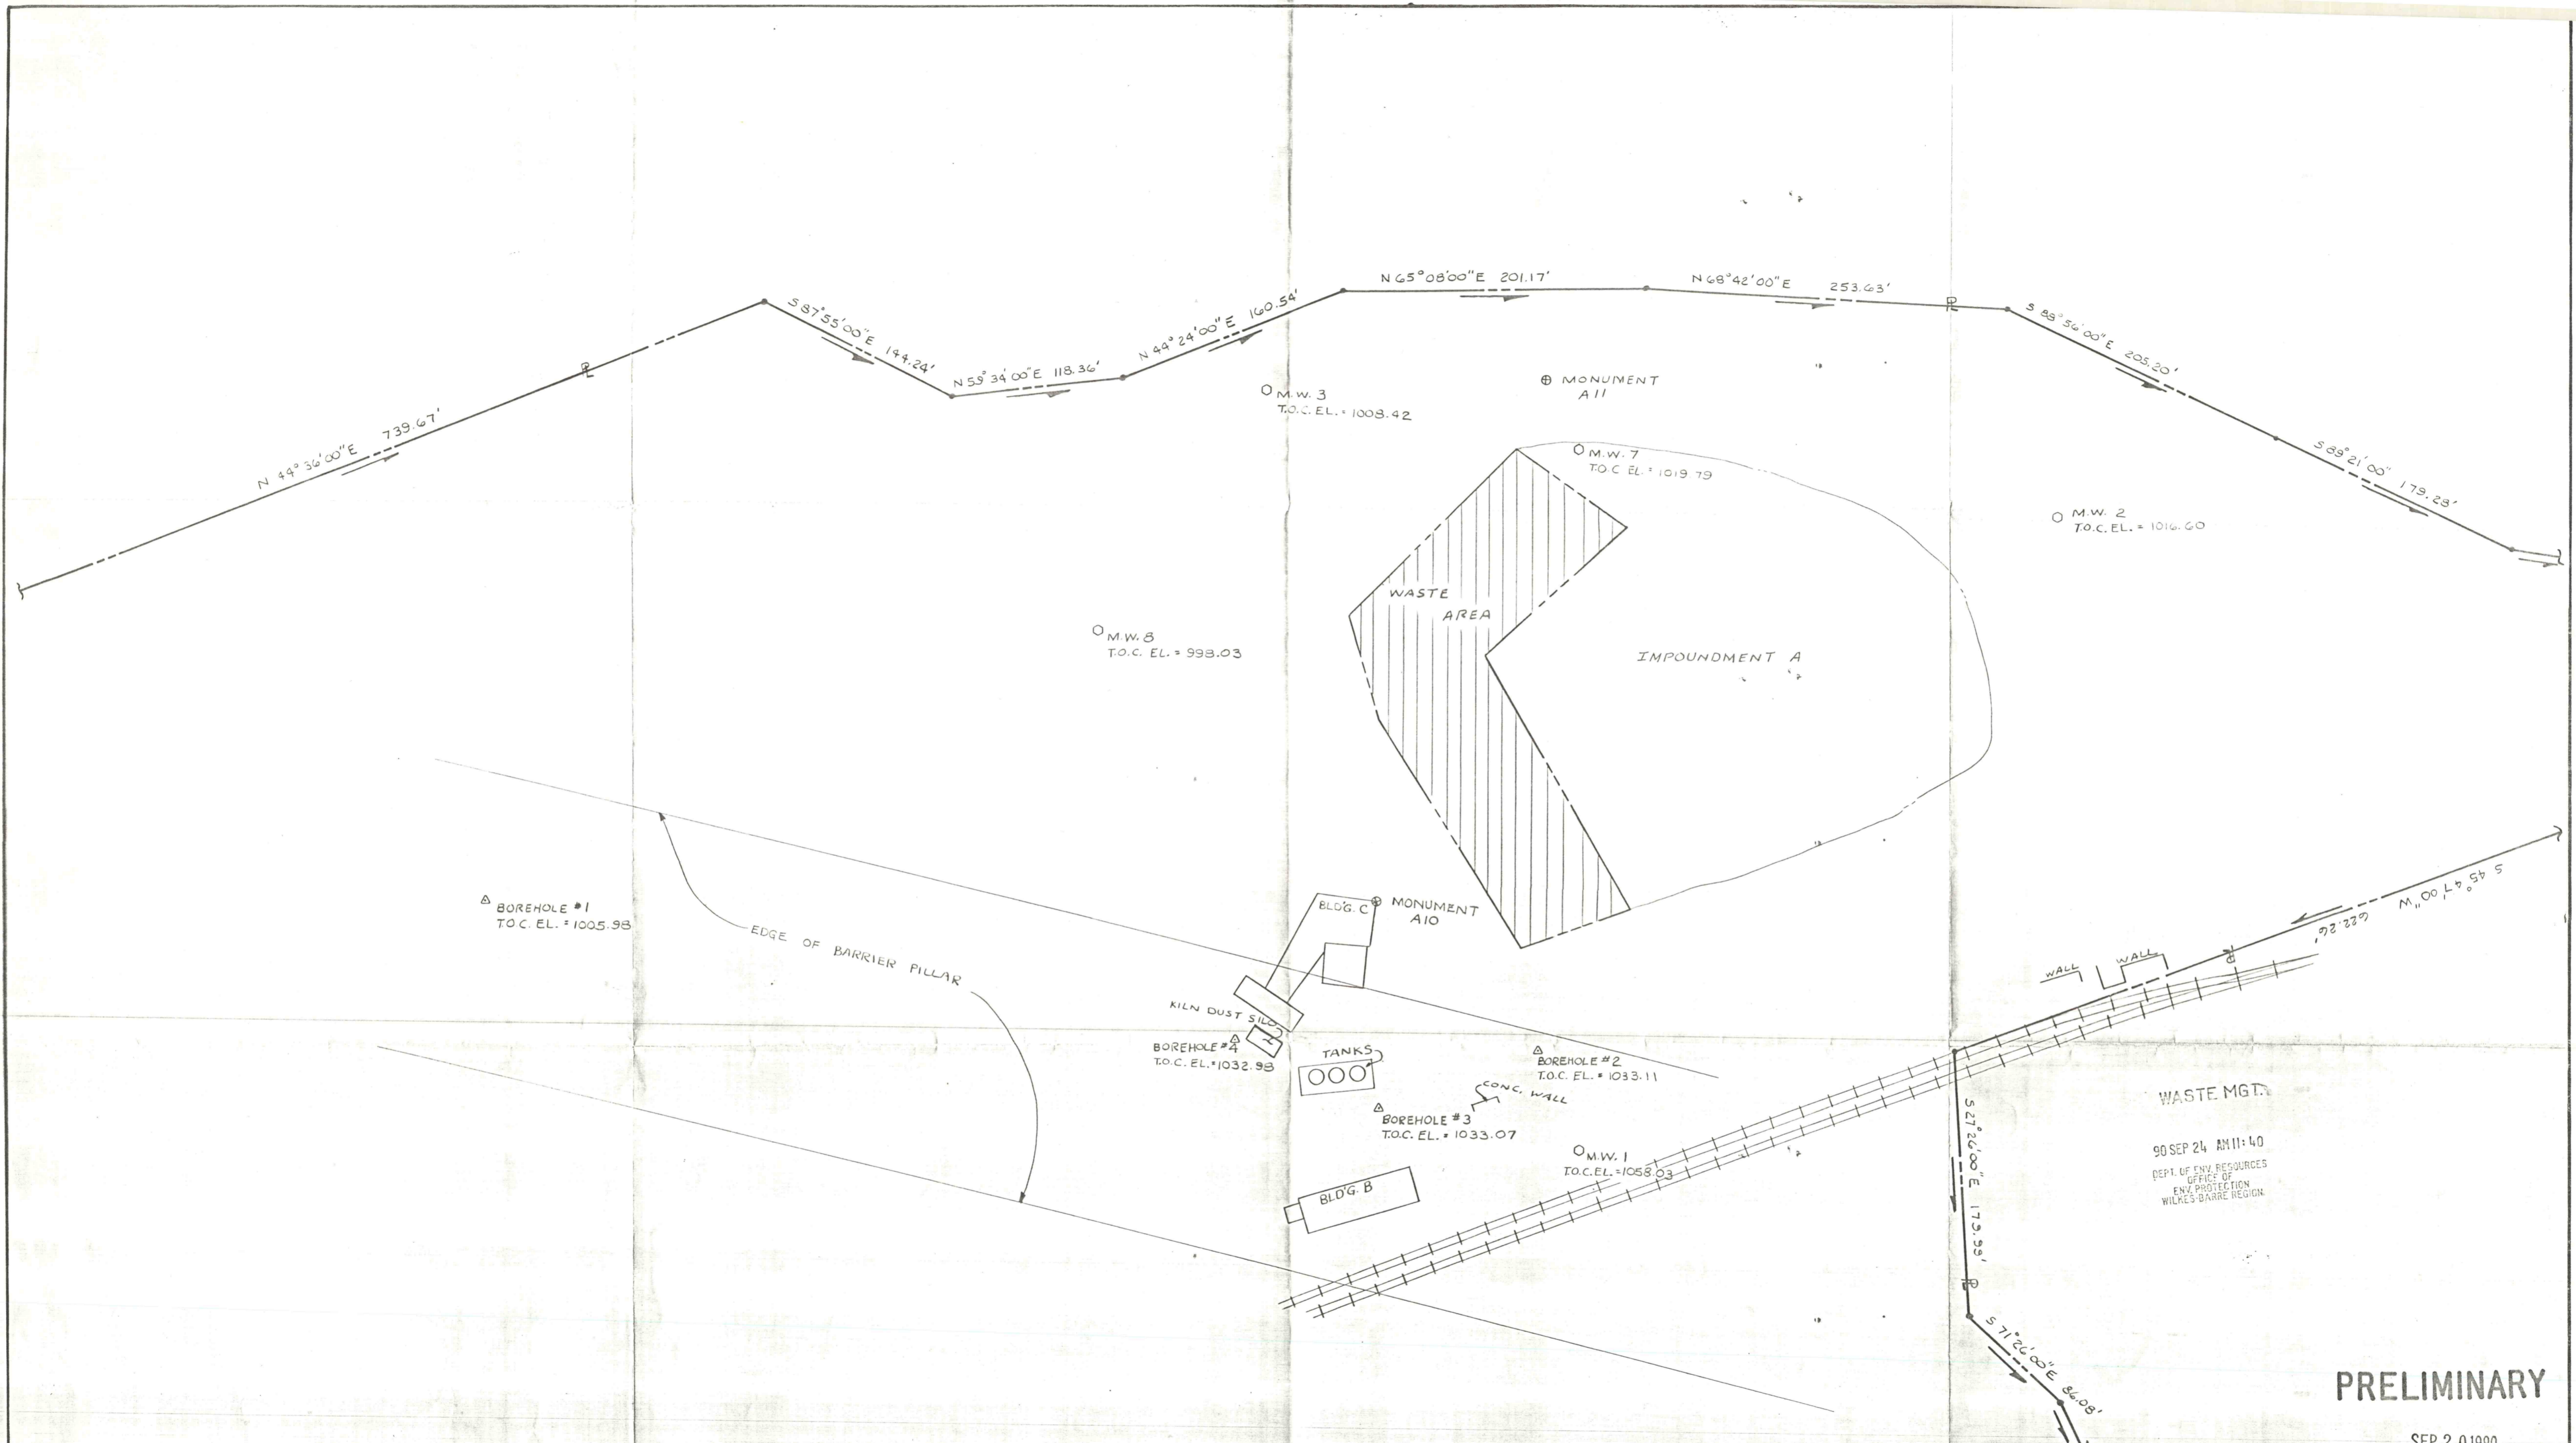 N 65°08'00"E 201.17'
N 68°42'00"E 253.63'
S 87°55'00"E 144.24'
N 44°24'00"E 160.54'
S 88°56'00"E 205.20'
N 59°34'00"E 118.36'
M.W. 3
T.O.C. EL. = 1008.42
MONUMENT
A11
N 44°36'00"E 739.67'
M.W. 7
T.O.C EL. = 1019.79
S 89°21'00" 179.28'
M.W. 2
T.O.C. EL. = 1016.60
WASTE
AREA
M.W. 8
T.O.C. EL. = 998.03
IMPOUNDMENT A
BOREHOLE #1
T.O.C. EL. = 1005.98
EDGE OF BARRIER PILLAR
BLD'G. C
MONUMENT
A10
S 45°47'00"W
622.26'
WALL
WALL
KILN DUST SILO
BOREHOLE #4
T.O.C. EL. = 1032.98
TANKS
BOREHOLE #2
T.O.C. EL. = 1033.11
CONC. WALL
BOREHOLE #3
T.O.C. EL. = 1033.07
M.W. 1
T.O.C. EL. = 1058.03
BLD'G. B
S 27°26'00"E 179.99'
WASTE MGT.
90 SEP 24 AM 11:40
DEPT. OF ENV. RESOURCES
OFFICE OF
ENV. PROTECTION
WILKES-BARRE REGION
S 71°26'00"E 86.08'
PRELIMINARY
SEP 20 1990